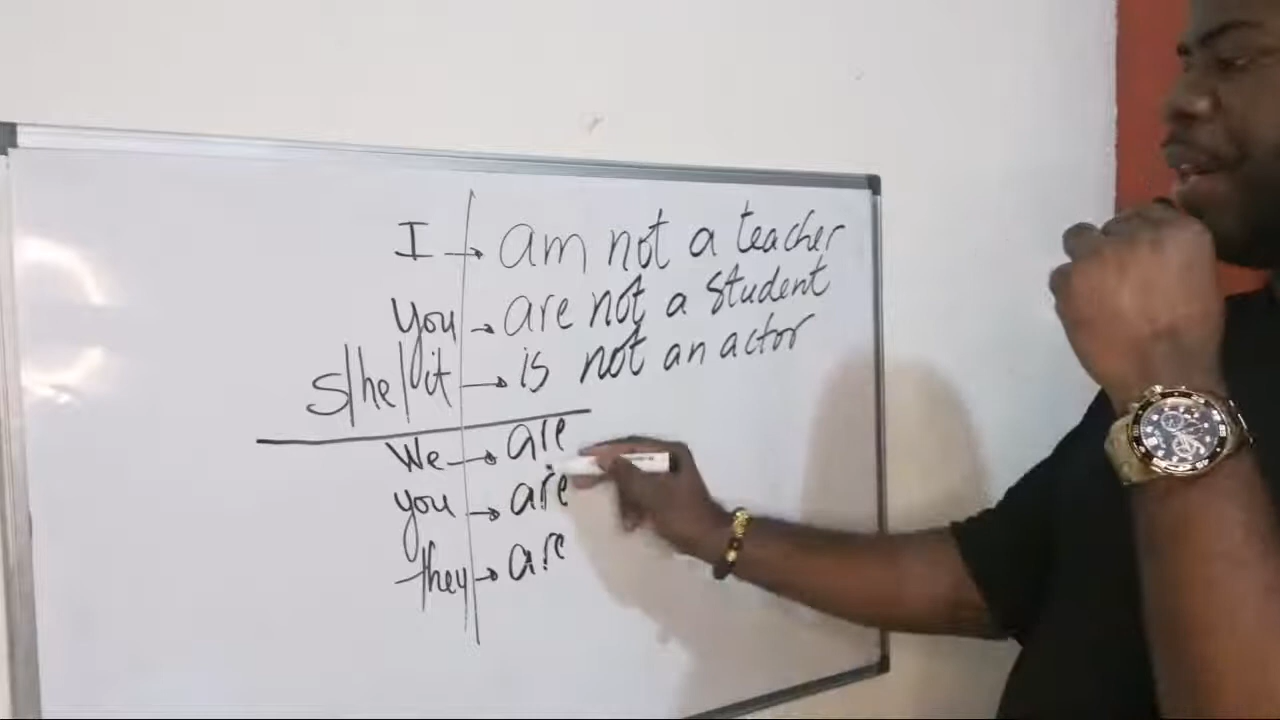 I → am not a teacher
you → are not a student
s/he/it → is not an actor
We → are
you → are
they → are